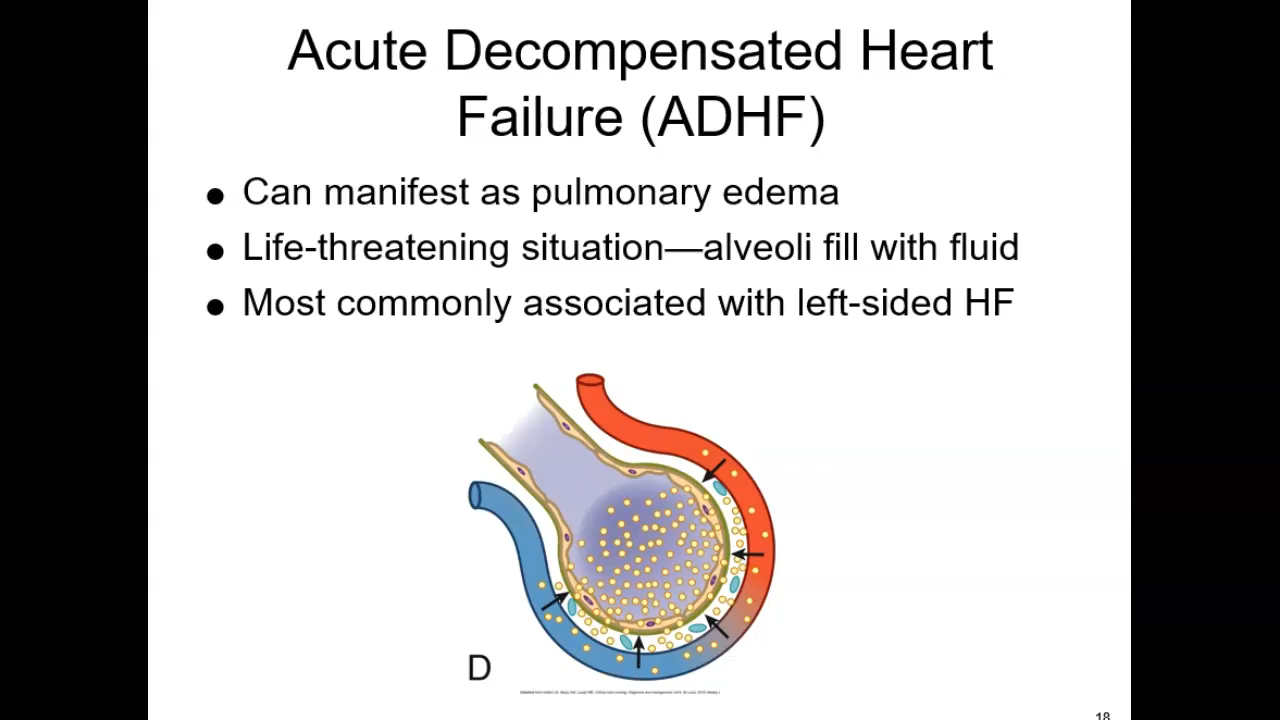 Acute Decompensated Heart
Failure (ADHF)
● Can manifest as pulmonary edema
● Life-threatening situation—alveoli fill with fluid
● Most commonly associated with left-sided HF
D
18